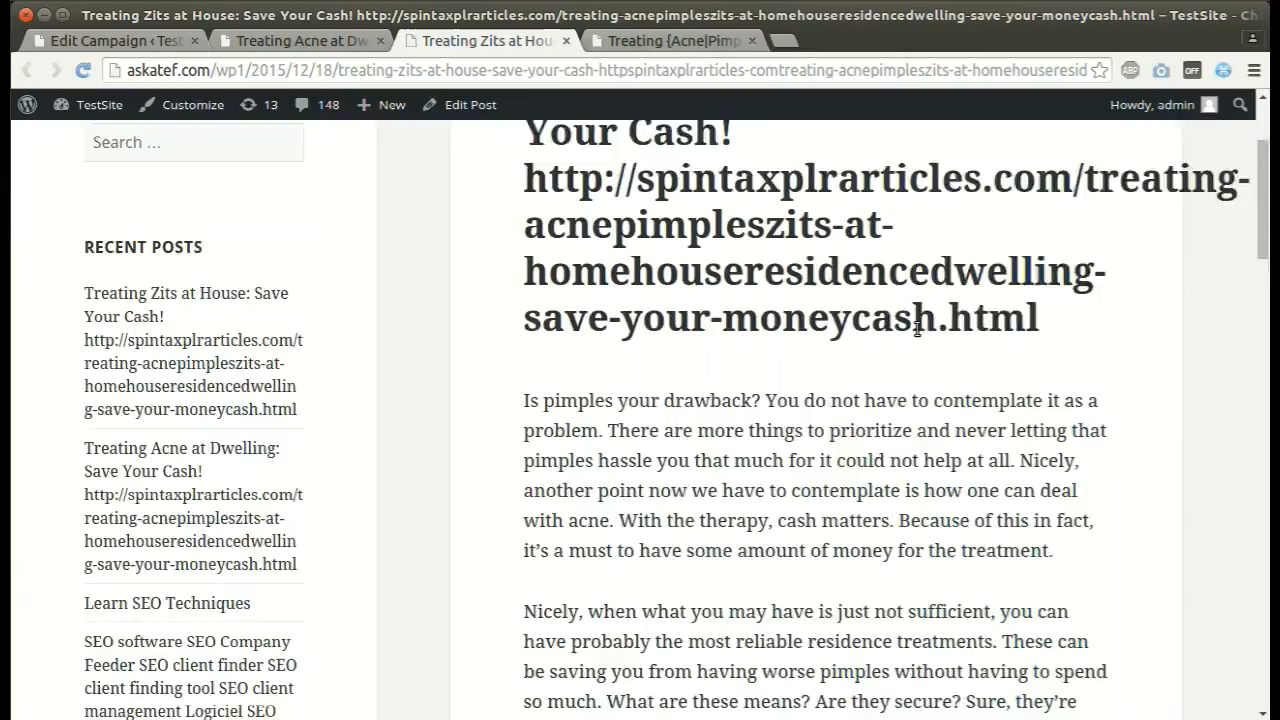 Treating Zits at House: Save Your Cash! http://spintaxplrarticles.com/treating-acnepimpleszits-at-homehouseresidencedwelling-save-your-moneycash.html – TestSite - Ch
Edit Campaign ‹ Test
Treating Acne at Dw
Treating Zits at Hou
Treating {Acne|Pimp
askatef.com/wp1/2015/12/18/treating-zits-at-house-save-your-cash-httpspintaxplrarticles-comtreating-acnepimpleszits-at-homehouseresid
ABP
OFF
TestSite Customize 13 148 New Edit Post Howdy, admin
Search …
RECENT POSTS
Treating Zits at House: Save
Your Cash!
http://spintaxplrarticles.com/t
reating-acnepimpleszits-at-
homehouseresidencedwellin
g-save-your-moneycash.html
Treating Acne at Dwelling:
Save Your Cash!
http://spintaxplrarticles.com/t
reating-acnepimpleszits-at-
homehouseresidencedwellin
g-save-your-moneycash.html
Learn SEO Techniques
SEO software SEO Company
Feeder SEO client finder SEO
client finding tool SEO client
management Logiciel SEO
Your Cash!
http://spintaxplrarticles.com/treating-
acnepimpleszits-at-
homehouseresidencedwelling-
save-your-moneycash.html
Is pimples your drawback? You do not have to contemplate it as a
problem. There are more things to prioritize and never letting that
pimples hassle you that much for it could not help at all. Nicely,
another point now we have to contemplate is how one can deal
with acne. With the therapy, cash matters. Because of this in fact,
it’s a must to have some amount of money for the treatment.
Nicely, when what you may have is just not sufficient, you can
have probably the most reliable residence treatments. These can
be saving you from having worse pimples without having to spend
so much. What are these means? Are they secure? Sure, they’re